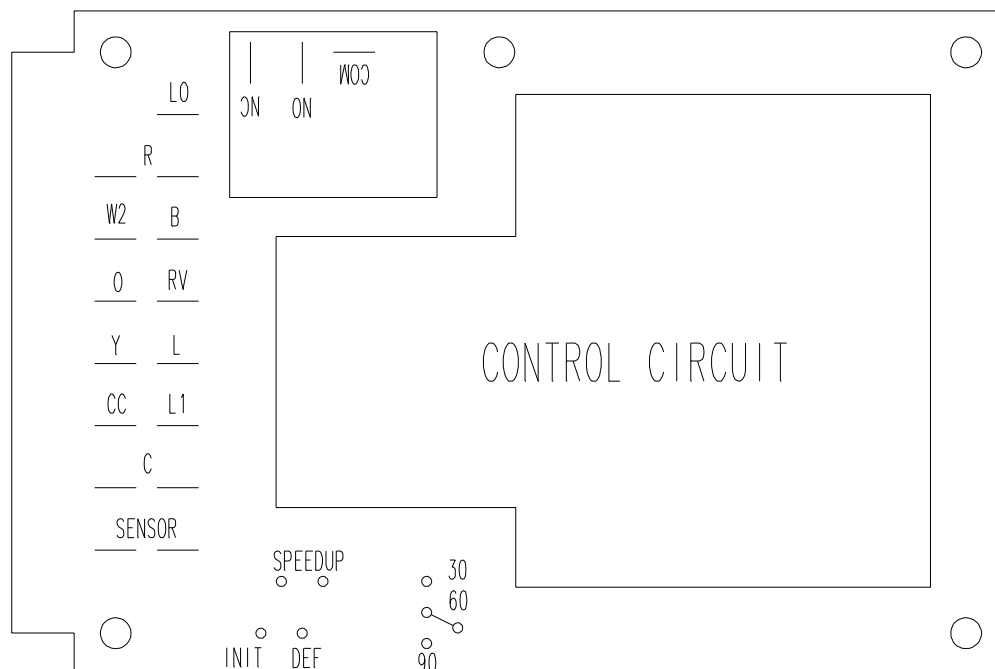 COM
LO
NC NO
R
W2 B
O RV
Y L
CONTROL CIRCUIT
CC L1
C
SENSOR
SPEEDUP
30
60
INIT DEF
90